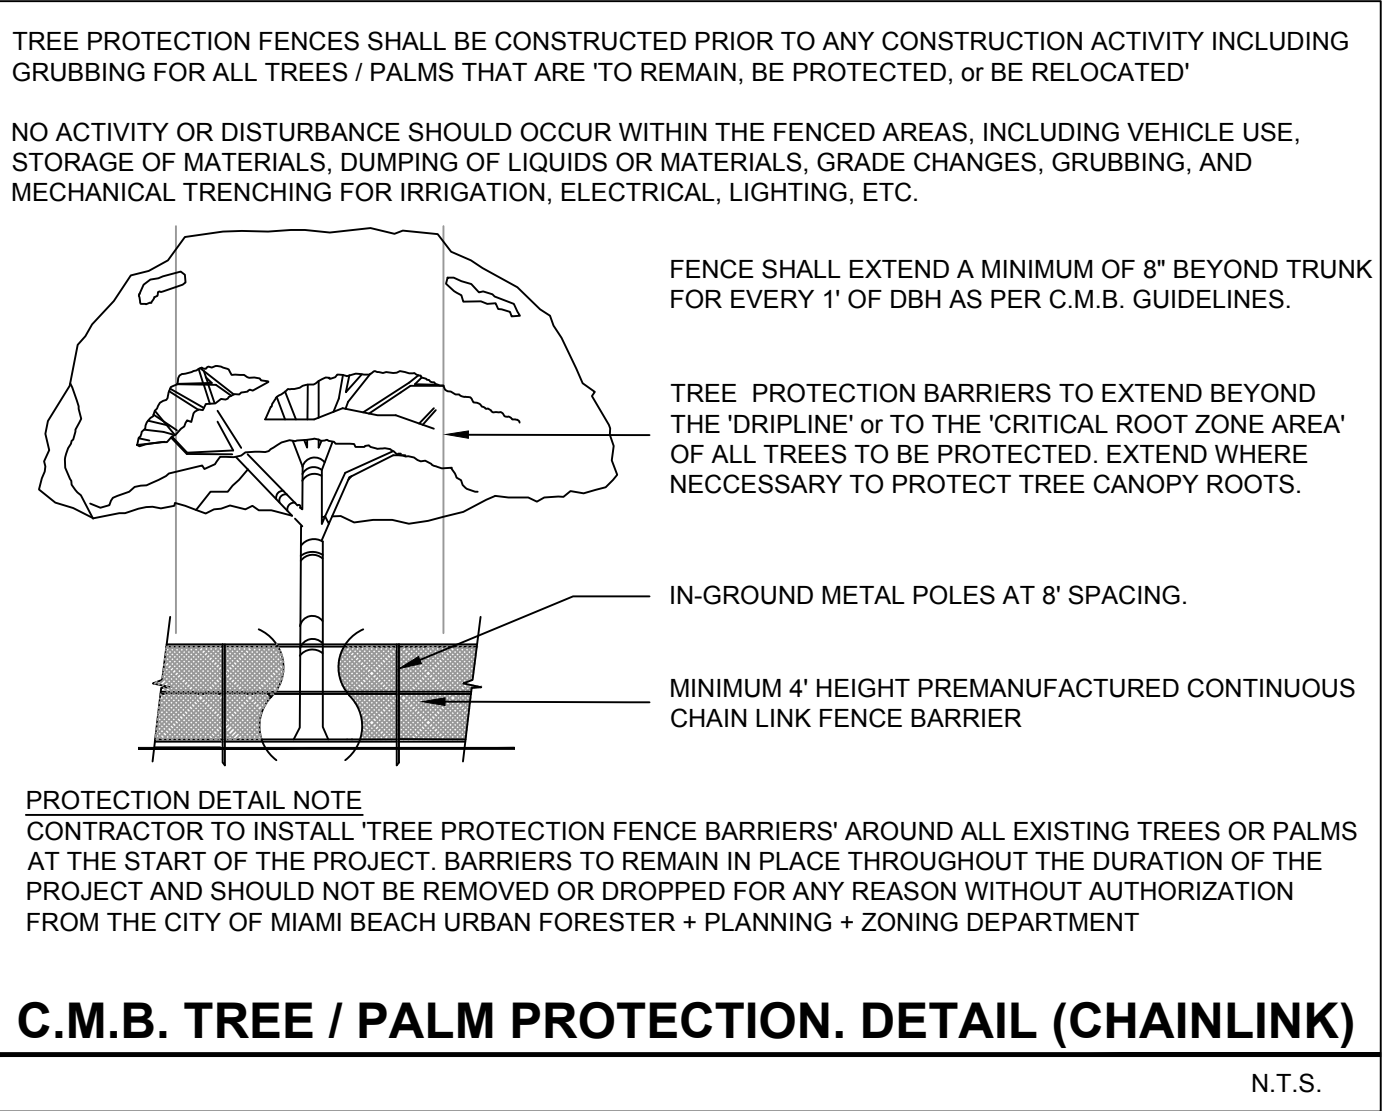 TREE PROTECTION FENCES SHALL BE CONSTRUCTED PRIOR TO ANY CONSTRUCTION ACTIVITY INCLUDING
GRUBBING FOR ALL TREES / PALMS THAT ARE 'TO REMAIN, BE PROTECTED, or BE RELOCATED'
NO ACTIVITY OR DISTURBANCE SHOULD OCCUR WITHIN THE FENCED AREAS, INCLUDING VEHICLE USE,
STORAGE OF MATERIALS, DUMPING OF LIQUIDS OR MATERIALS, GRADE CHANGES, GRUBBING, AND
MECHANICAL TRENCHING FOR IRRIGATION, ELECTRICAL, LIGHTING, ETC.
FENCE SHALL EXTEND A MINIMUM OF 8" BEYOND TRUNK
FOR EVERY 1' OF DBH AS PER C.M.B. GUIDELINES.
TREE PROTECTION BARRIERS TO EXTEND BEYOND
THE 'DRIPLINE' or TO THE 'CRITICAL ROOT ZONE AREA'
OF ALL TREES TO BE PROTECTED. EXTEND WHERE
NECCESSARY TO PROTECT TREE CANOPY ROOTS.
IN-GROUND METAL POLES AT 8' SPACING.
MINIMUM 4' HEIGHT PREMANUFACTURED CONTINUOUS
CHAIN LINK FENCE BARRIER
PROTECTION DETAIL NOTE
CONTRACTOR TO INSTALL 'TREE PROTECTION FENCE BARRIERS' AROUND ALL EXISTING TREES OR PALMS
AT THE START OF THE PROJECT. BARRIERS TO REMAIN IN PLACE THROUGHOUT THE DURATION OF THE
PROJECT AND SHOULD NOT BE REMOVED OR DROPPED FOR ANY REASON WITHOUT AUTHORIZATION
FROM THE CITY OF MIAMI BEACH URBAN FORESTER + PLANNING + ZONING DEPARTMENT
C.M.B. TREE / PALM PROTECTION. DETAIL (CHAINLINK)
N.T.S.